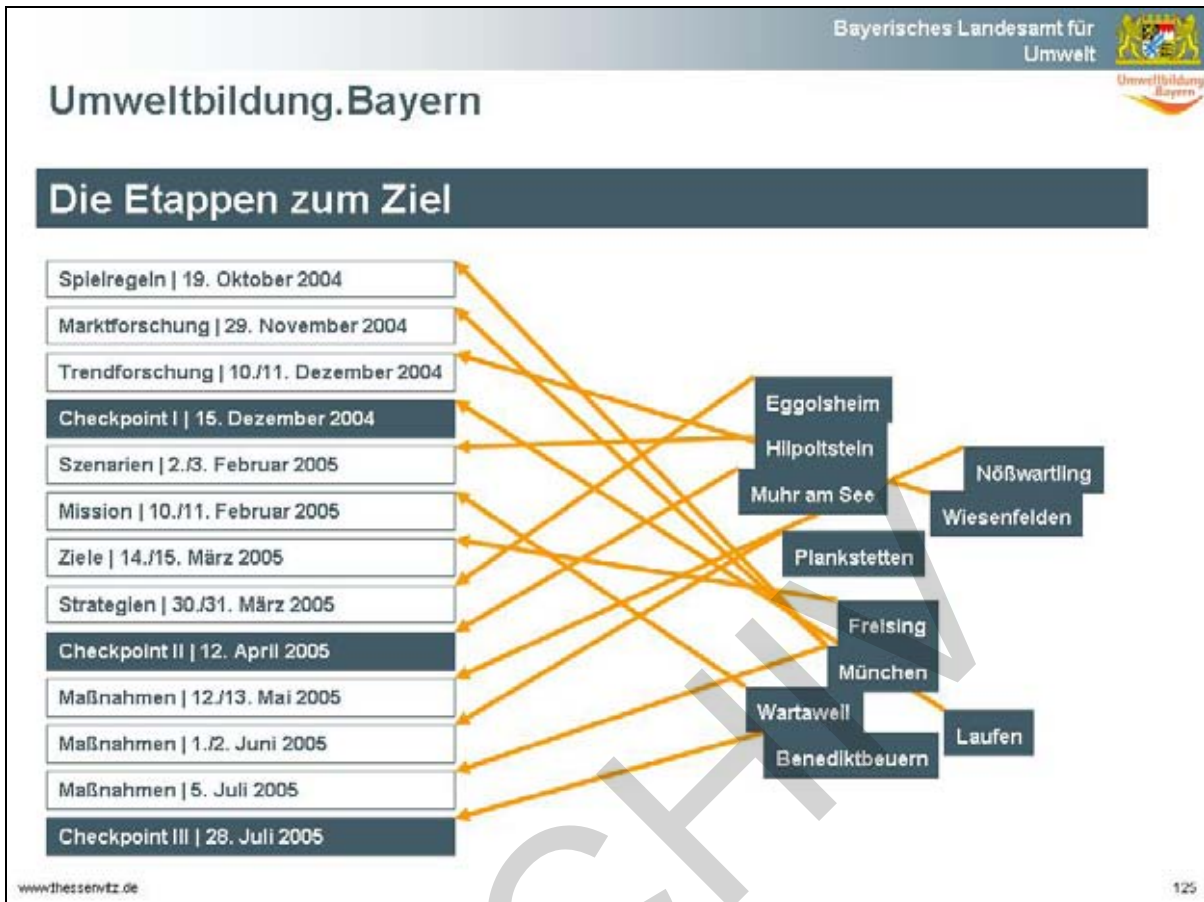 Bayerisches Landesamt für
Umwelt
Umweltbildung
Bayern
Umweltbildung.Bayern
Die Etappen zum Ziel
Spielregeln | 19. Oktober 2004
Marktforschung | 29. November 2004
Trendforschung | 10./11. Dezember 2004
Checkpoint I | 15. Dezember 2004
Szenarien | 2./3. Februar 2005
Mission | 10./11. Februar 2005
Ziele | 14./15. März 2005
Strategien | 30./31. März 2005
Checkpoint II | 12. April 2005
Maßnahmen | 12./13. Mai 2005
Maßnahmen | 1./2. Juni 2005
Maßnahmen | 5. Juli 2005
Checkpoint III | 28. Juli 2005
Eggolsheim
Hilpoltstein
Muhr am See
Nößwartling
Wiesenfelden
Plankstetten
Freising
München
Wartaweil
Laufen
Benediktbeuern
www.thessenvitz.de
125